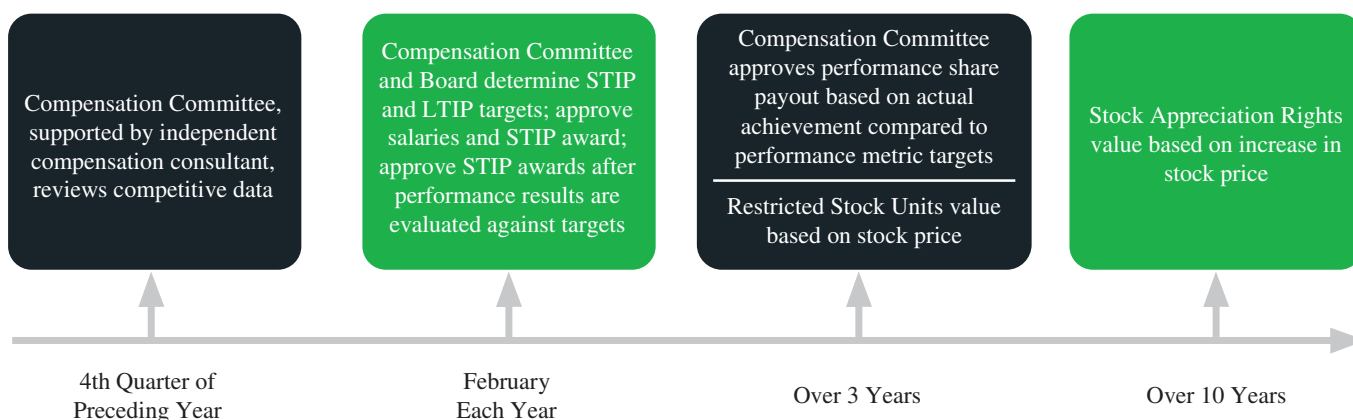 Compensation Committee,
supported by independent
compensation consultant,
reviews competitive data
Compensation Committee
and Board determine STIP
and LTIP targets; approve
salaries and STIP award;
approve STIP awards after
performance results are
evaluated against targets
Compensation Committee
approves performance share
payout based on actual
achievement compared to
performance metric targets
Restricted Stock Units value
based on stock price
Stock Appreciation Rights
value based on increase in
stock price
4th Quarter of
Preceding Year
February
Each Year
Over 3 Years
Over 10 Years